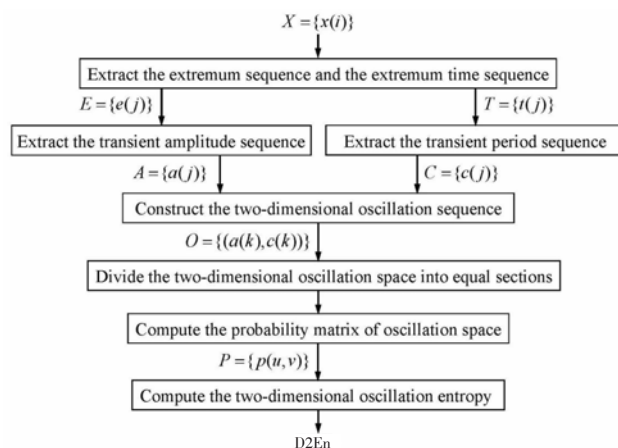 X={x(i)}
Extract the extremum sequence and the extremum time sequence
E={e(j)}
T={t(j)}
Extract the transient amplitude sequence
Extract the transient period sequence
A={a(j)}
C={c(j)}
Construct the two-dimensional oscillation sequence
O={(a(k),c(k))}
Divide the two-dimensional oscillation space into equal sections
Compute the probability matrix of oscillation space
P={p(u,v)}
Compute the two-dimensional oscillation entropy
D2En